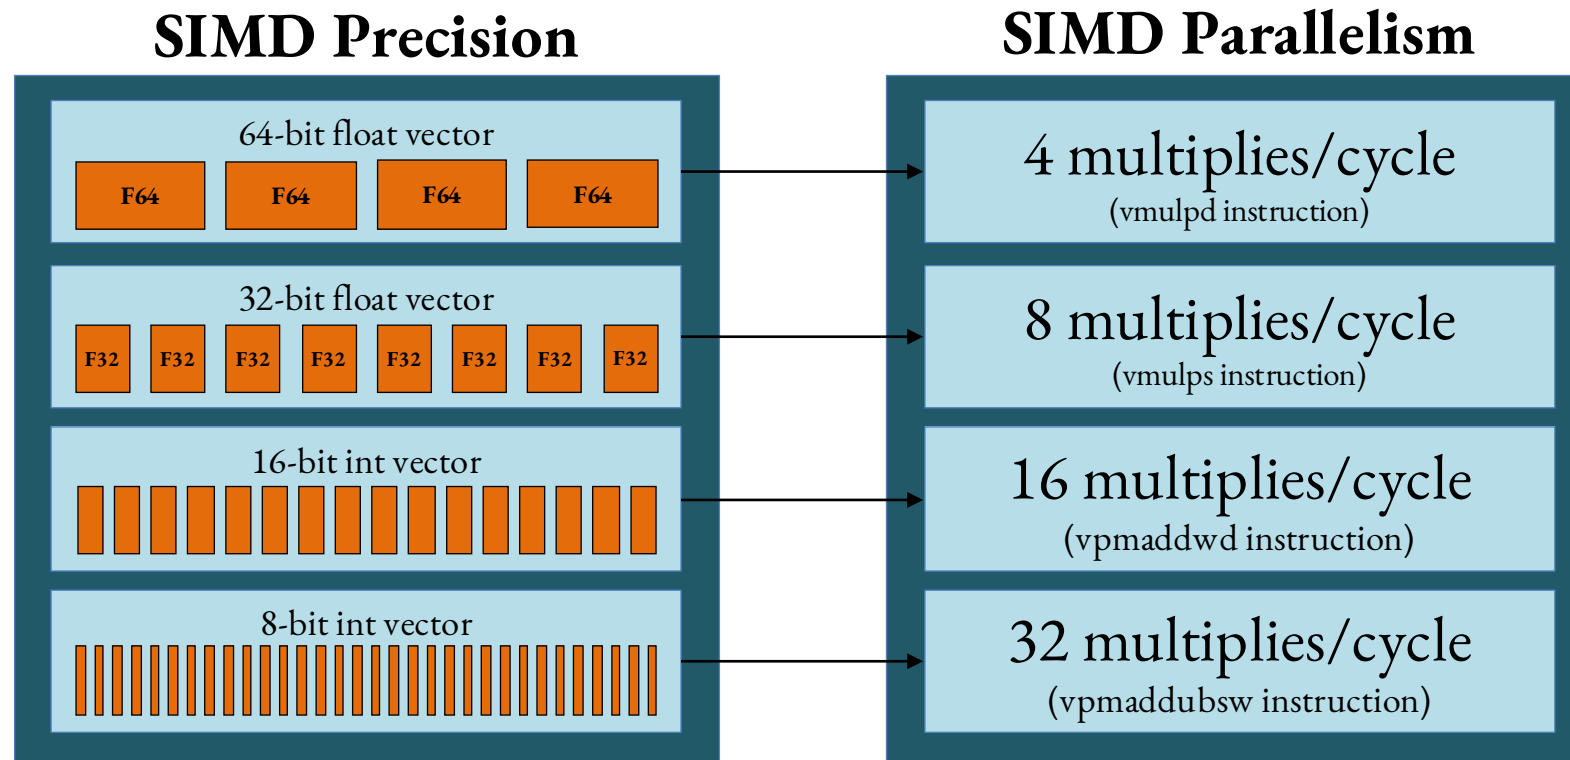 SIMD Precision
64-bit float vector
F64 F64 F64 F64
32-bit float vector
F32 F32 F32 F32 F32 F32 F32 F32
16-bit int vector
8-bit int vector
SIMD Parallelism
4 multiplies/cycle
(vmulpd instruction)
8 multiplies/cycle
(vmulps instruction)
16 multiplies/cycle
(vpmaddwd instruction)
32 multiplies/cycle
(vpmaddubsw instruction)